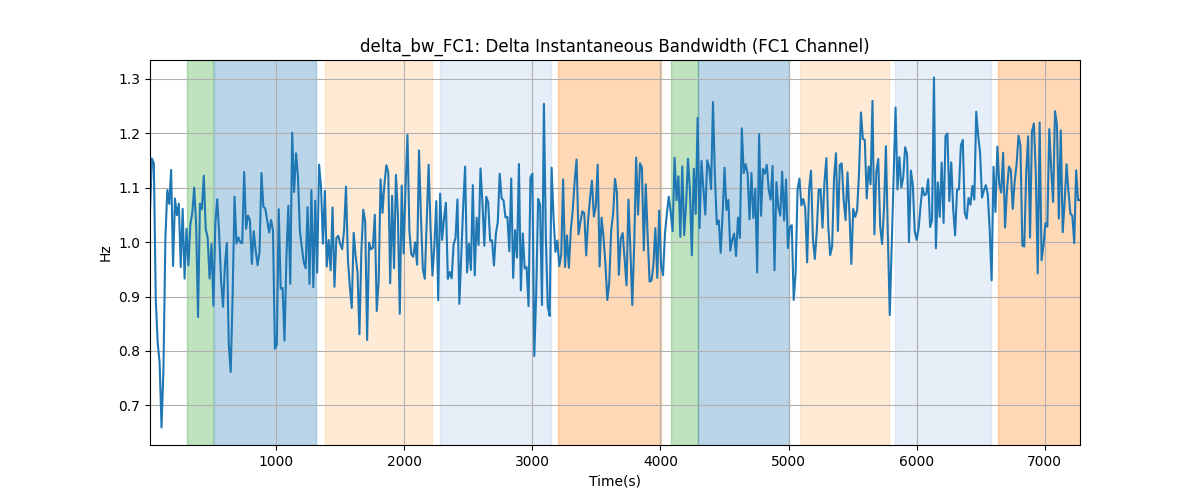 delta_bw_FC1: Delta Instantaneous Bandwidth (FC1 Channel)
Hz
1.3
1.2
1.1
1.0
0.9
0.8
0.7
1000 2000 3000 4000 5000 6000 7000
Time(s)